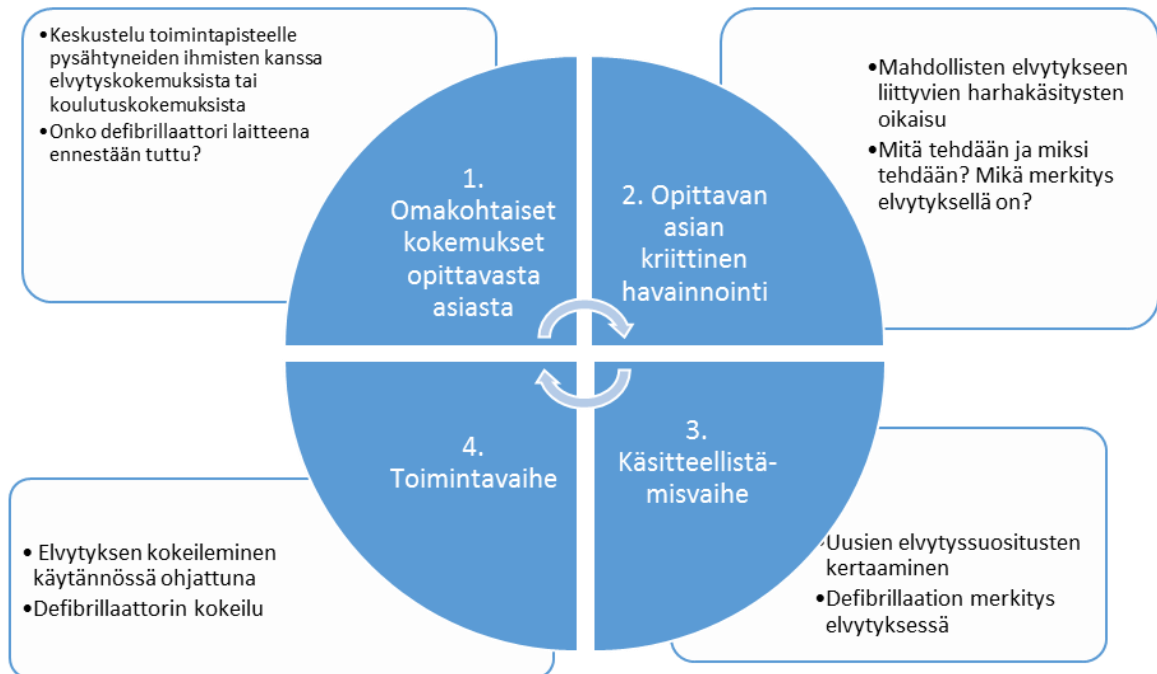 •Keskustelu toimintapisteelle
pysähtyneiden ihmisten kanssa
elvytyskokemuksista tai
koulutuskokemuksista
•Onko defibrillaattori laitteena
ennestään tuttu?
•Mahdollisten elvytykseen
liittyvien harhakäsitysten
oikaisu
•Mitä tehdään ja miksi
tehdään? Mikä merkitys
elvytyksellä on?
1.
Omakohtaiset
kokemukset
opittavasta
asiasta
2. Opittavan
asian
kriittinen
havainnointi
4.
Toimintavaihe
3.
Käsitteellistä-
misvaihe
• Elvytyksen kokeileminen
käytännössä ohjattuna
•Defibrillaattorin kokeilu
•Uusien elvytyssuositusten
kertaaminen
•Defibrillaation merkitys
elvytyksessä